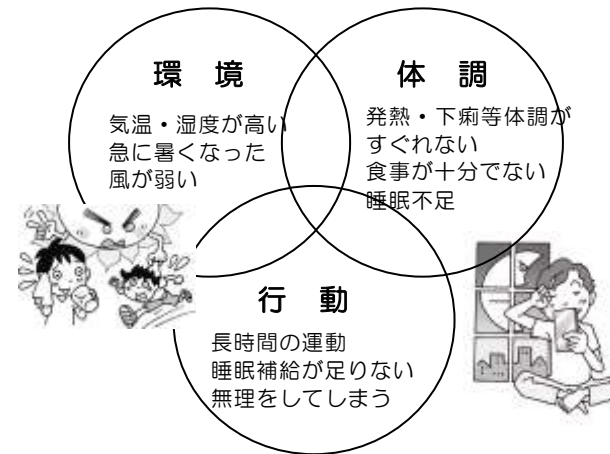 環　境
気温・湿度が高い
急に暑くなった
風が弱い
体　調
発熱・下痢等体調が
すぐれない
食事が十分でない
睡眠不足
行　動
長時間の運動
睡眠補給が足りない
無理をしてしまう